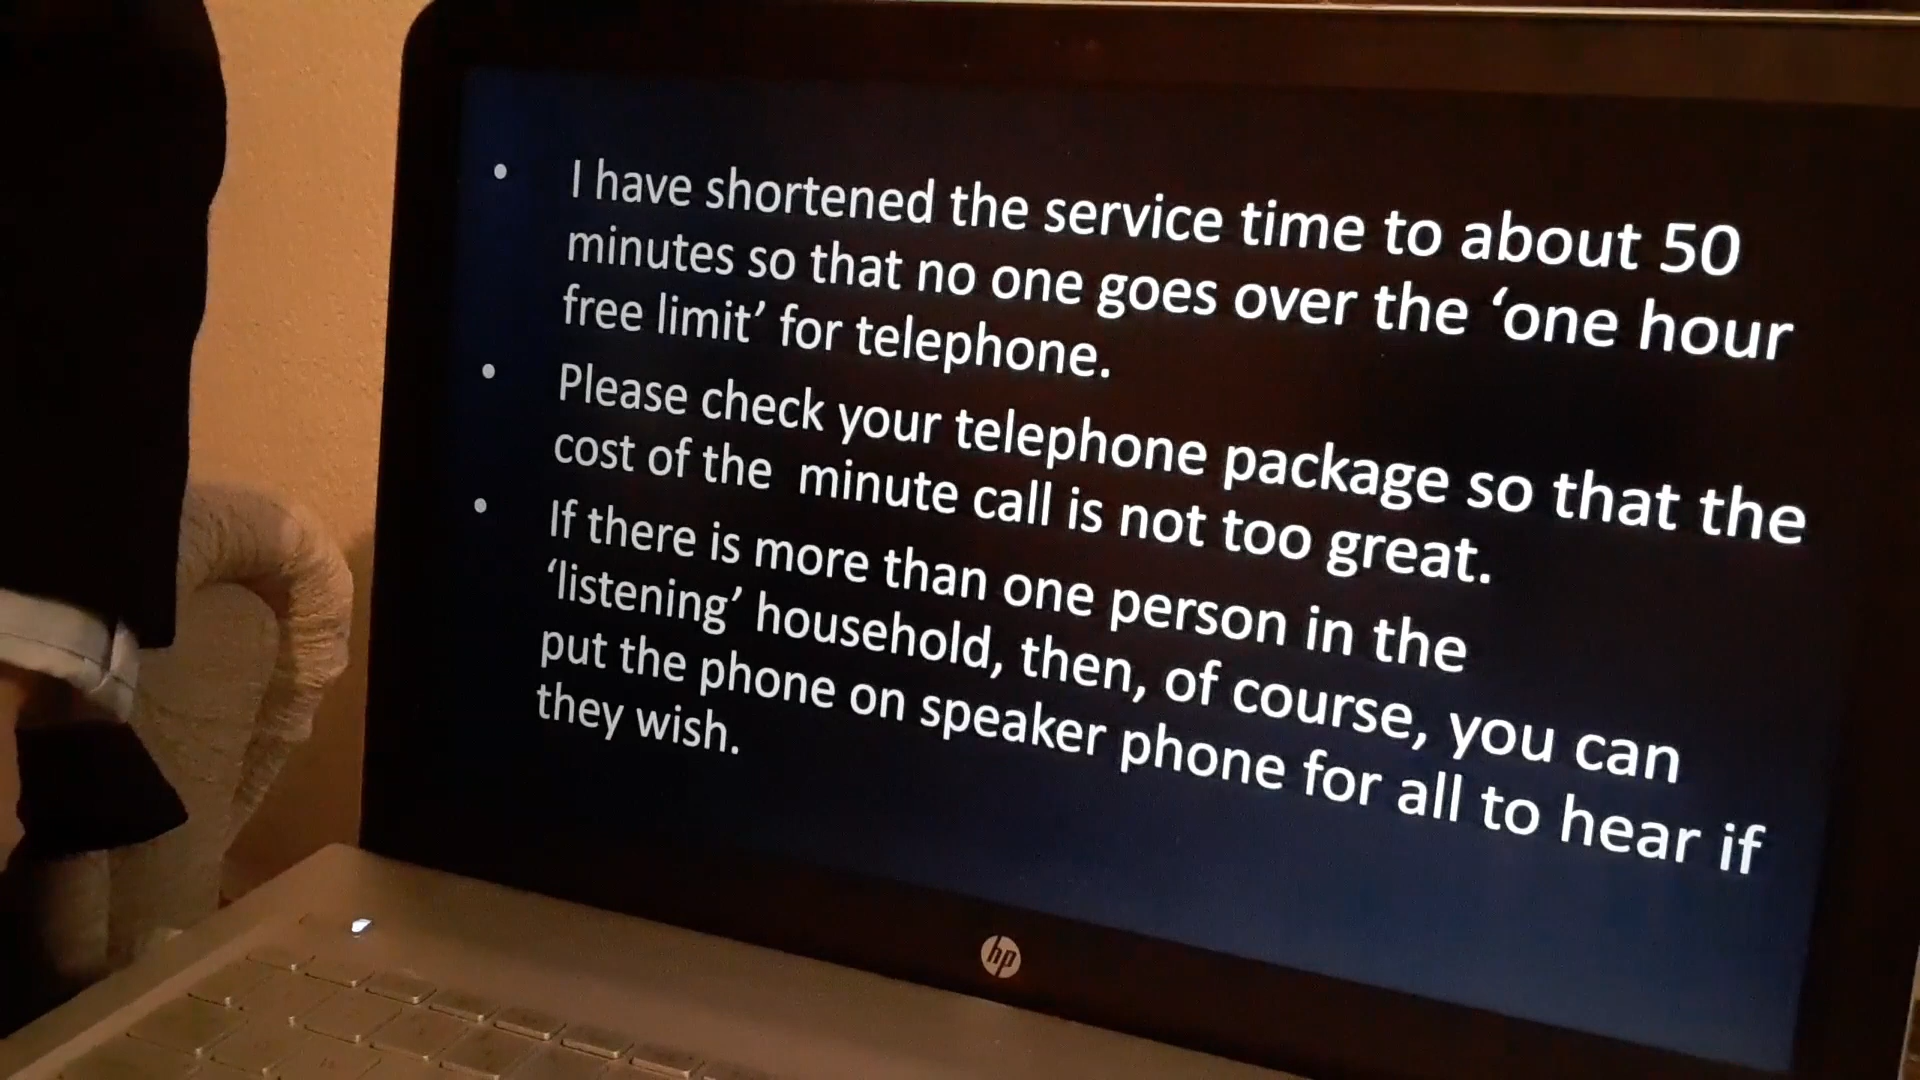 • I have shortened the service time to about 50
minutes so that no one goes over the ‘one hour
free limit’ for telephone.
• Please check your telephone package so that the
cost of the  minute call is not too great.
• If there is more than one person in the
‘listening’ household, then, of course, you can
put the phone on speaker phone for all to hear if
they wish.
hp